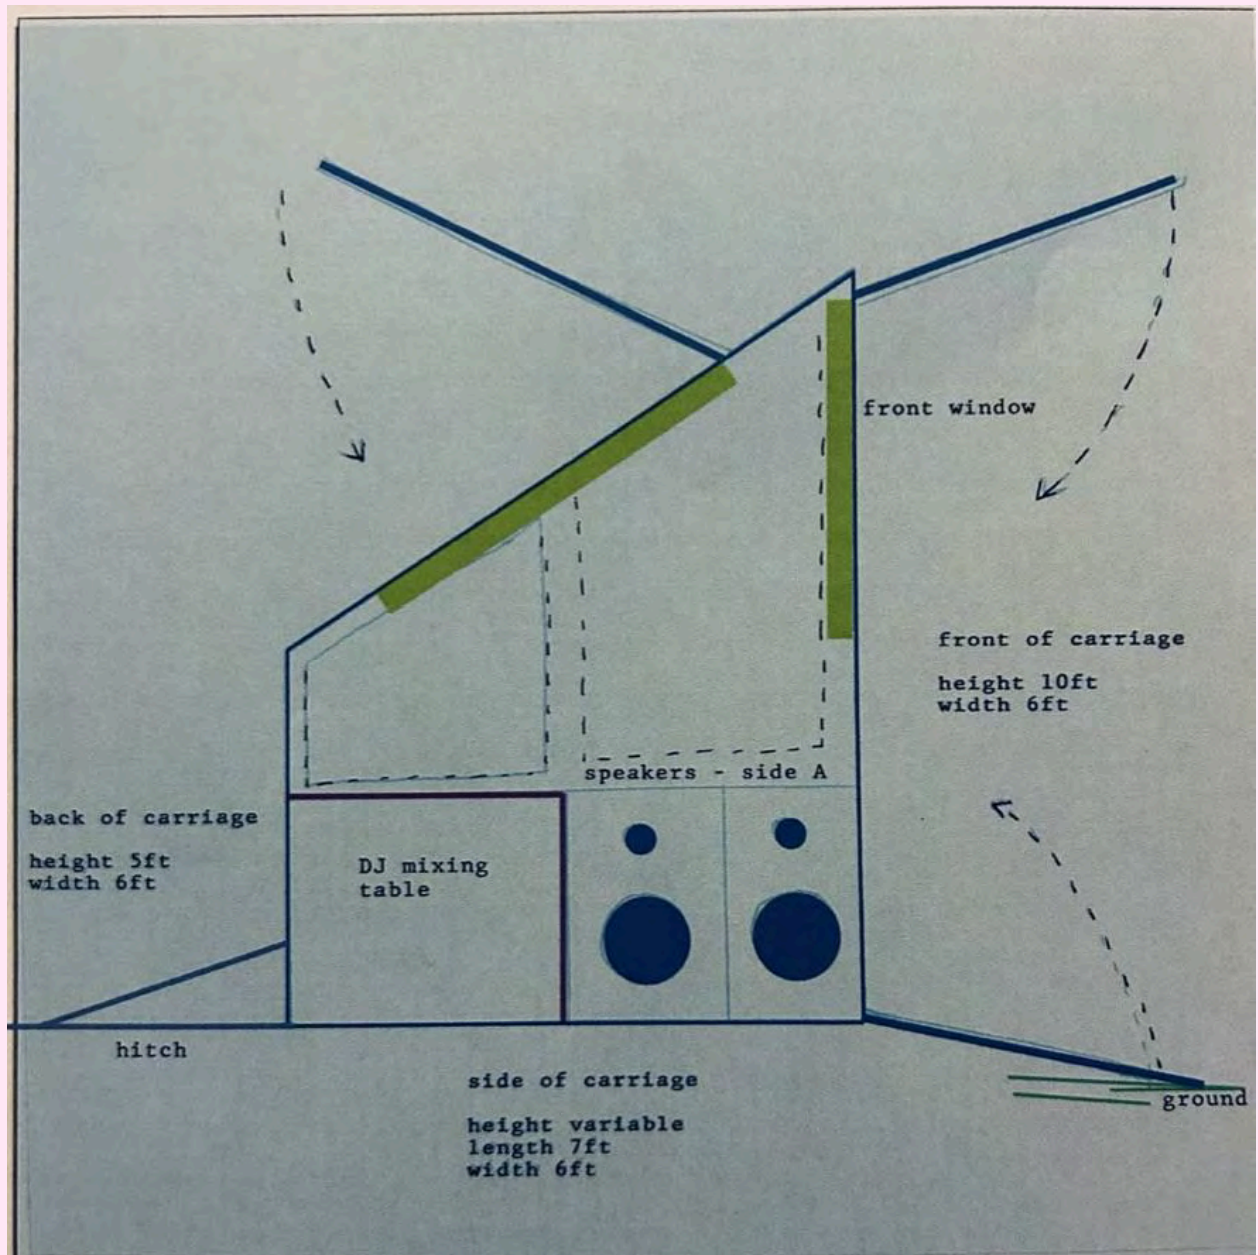 front window
front of carriage
height 10ft
width 6ft
speakers - side A
back of carriage
height 5ft
width 6ft
DJ mixing
table
hitch
side of carriage
height variable
length 7ft
width 6ft
ground